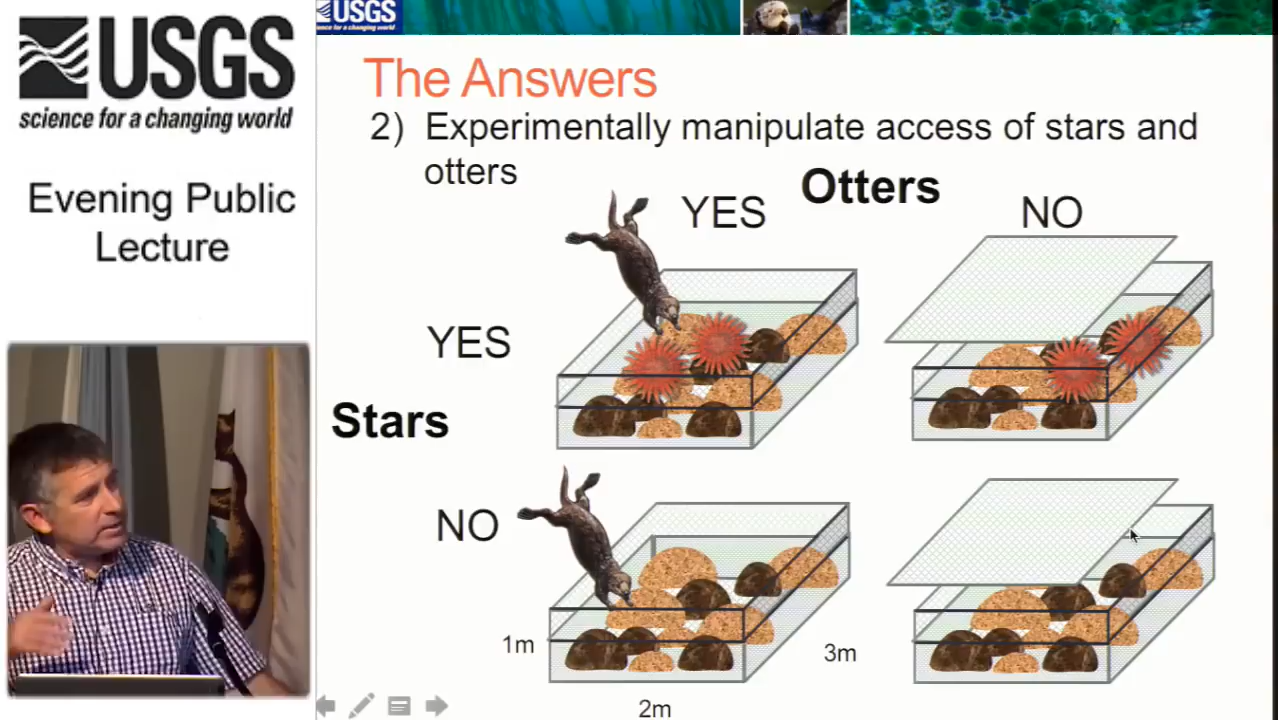 USGS
science for a changing world
Evening Public
Lecture
USGS
science for a changing world
The Answers
2) Experimentally manipulate access of stars and
otters
Otters
YES
NO
YES
Stars
NO
1m
3m
2m